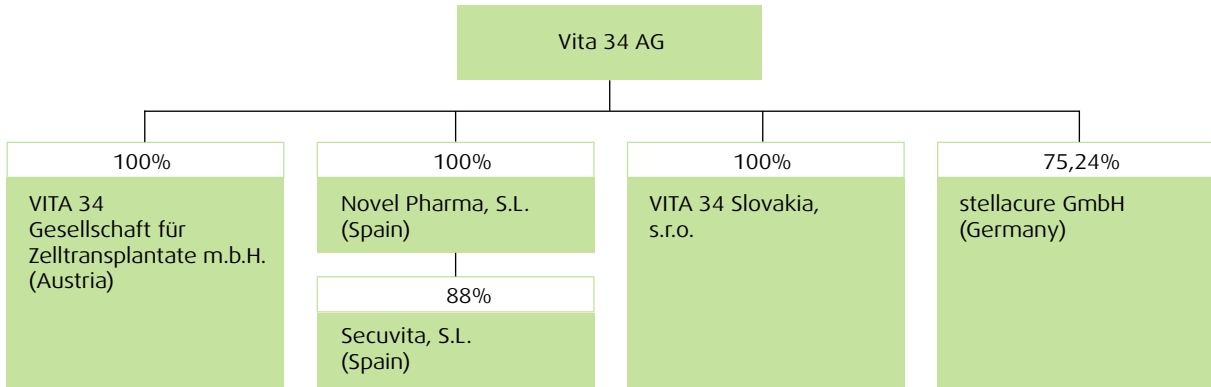 Vita 34 AG
100%
VITA 34
Gesellschaft für
Zelltransplantate m.b.H.
(Austria)
100%
Novel Pharma, S.L.
(Spain)
88%
Secuvita, S.L.
(Spain)
100%
VITA 34 Slovakia,
s.r.o.
75,24%
stellacure GmbH
(Germany)